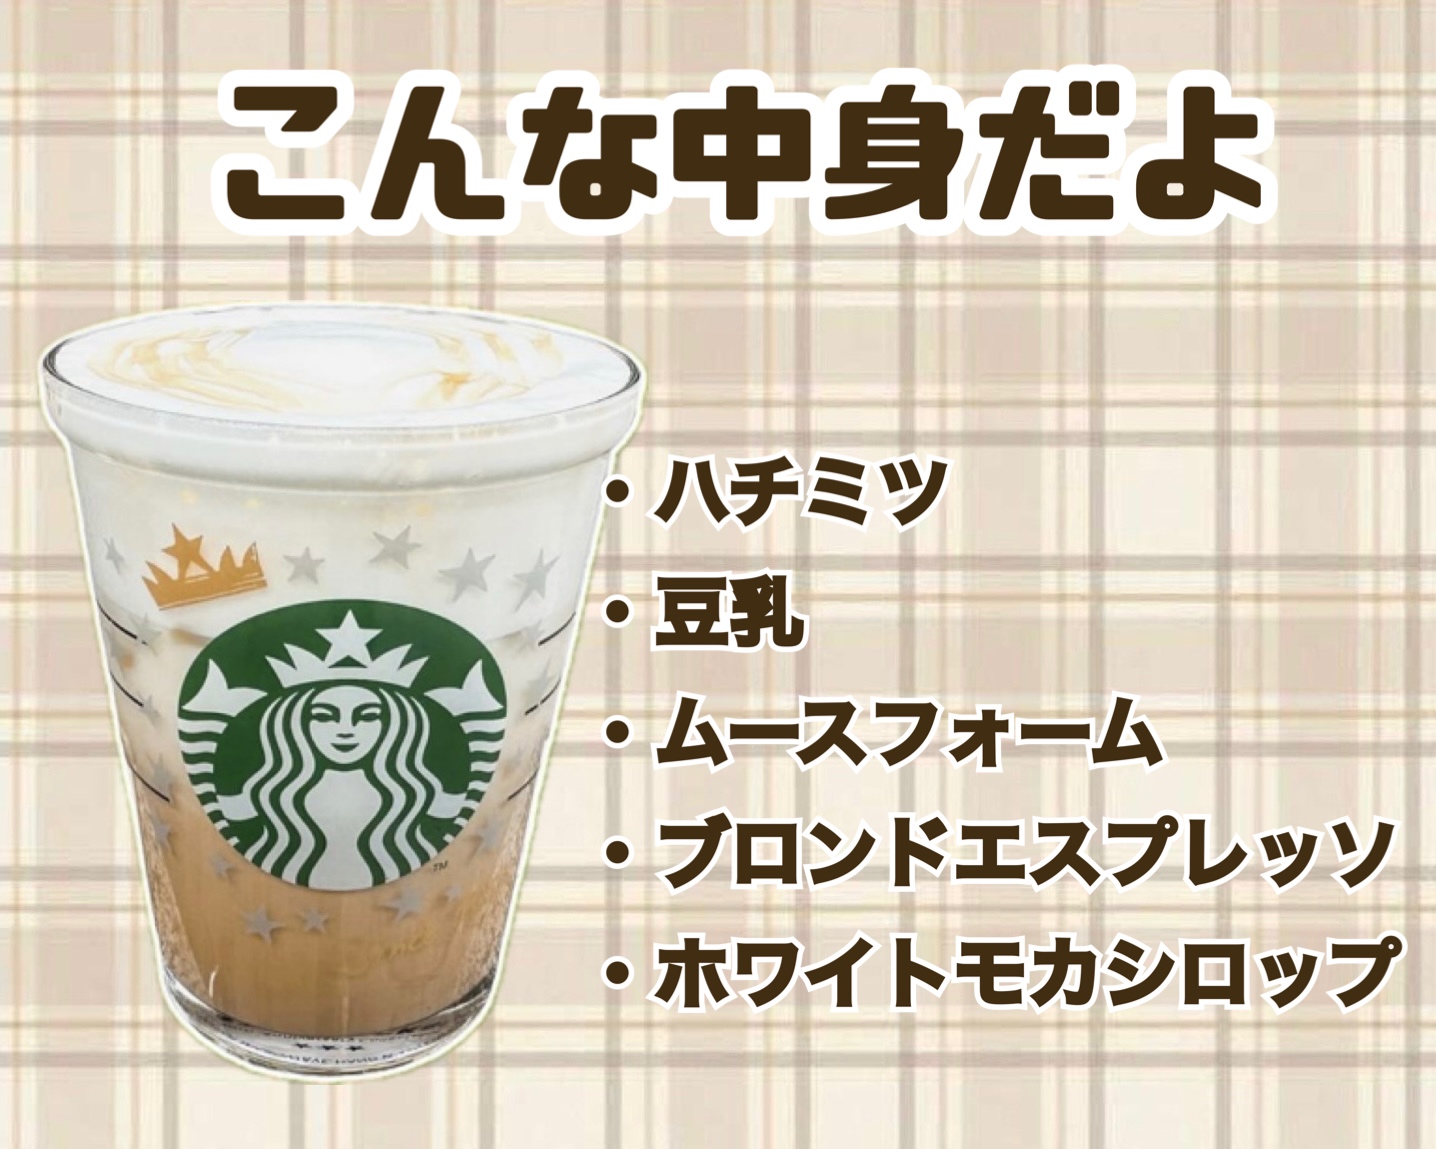 こんな中身だよ
・ハチミツ
・豆乳
・ムースフォーム
・ブロンドエスプレッソ
・ホワイトモカシロップ
TM